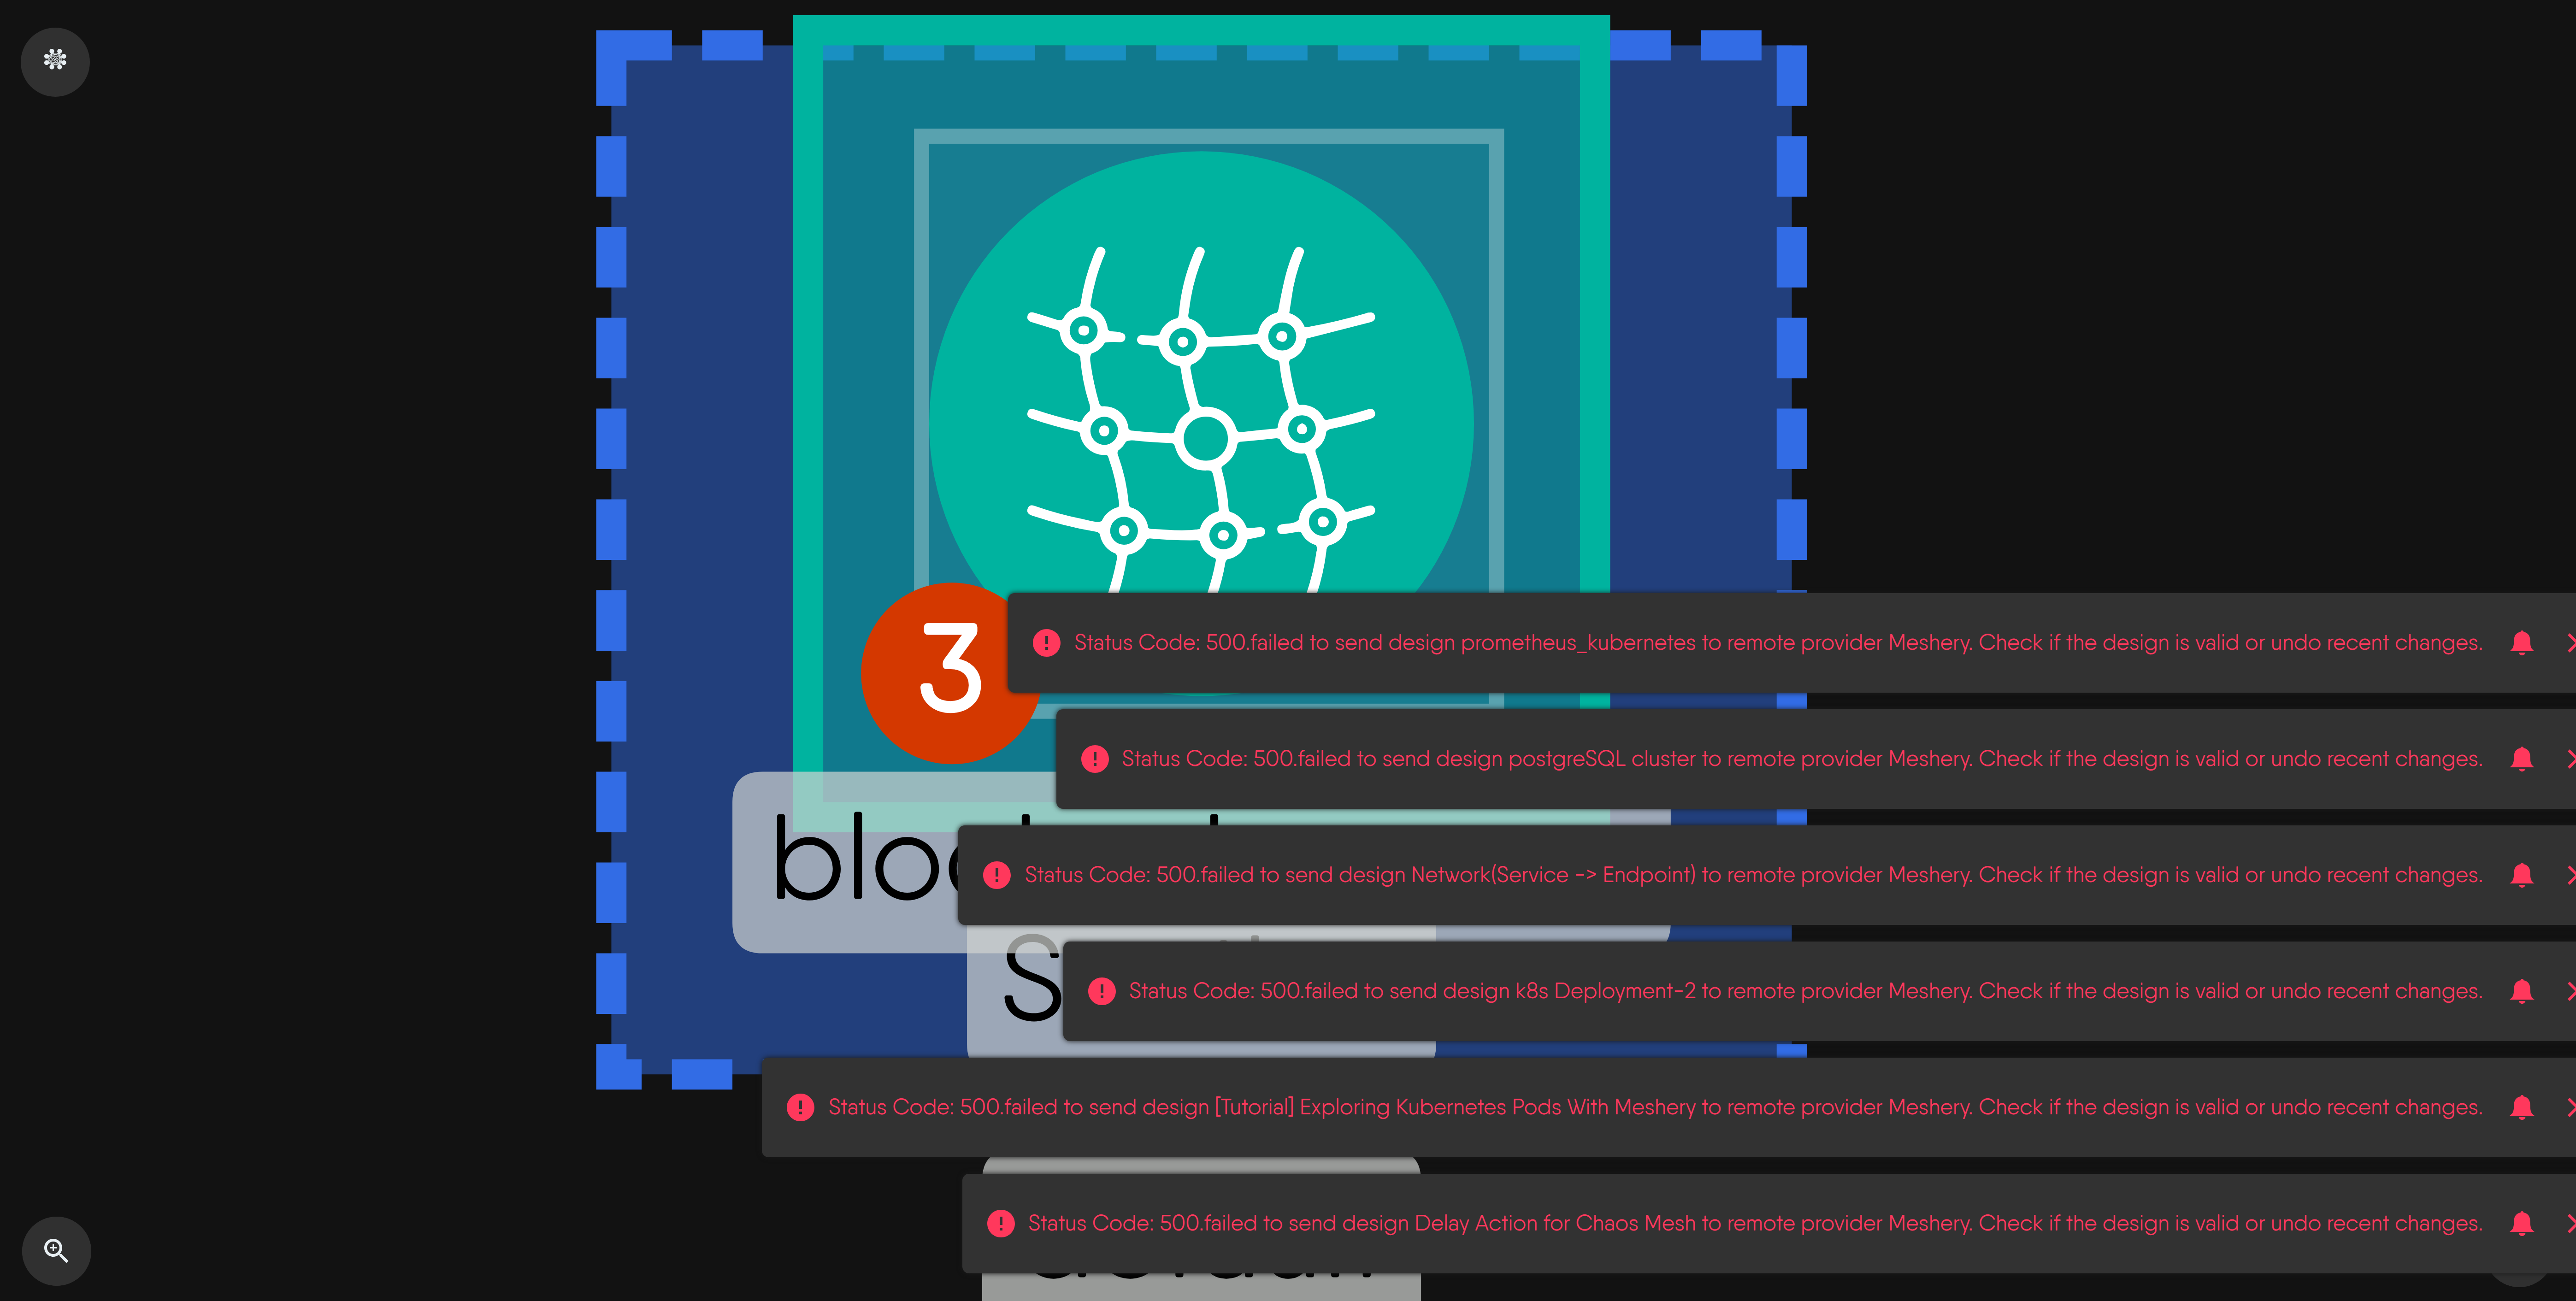 3
Status Code: 500.failed to send design prometheus_kubernetes to remote provider Meshery. Check if the design is valid or undo recent changes.
Status Code: 500.failed to send design postgreSQL cluster to remote provider Meshery. Check if the design is valid or undo recent changes.
Status Code: 500.failed to send design Network(Service -> Endpoint) to remote provider Meshery. Check if the design is valid or undo recent changes.
Status Code: 500.failed to send design k8s Deployment-2 to remote provider Meshery. Check if the design is valid or undo recent changes.
Status Code: 500.failed to send design [Tutorial] Exploring Kubernetes Pods With Meshery to remote provider Meshery. Check if the design is valid or undo recent changes.
Status Code: 500.failed to send design Delay Action for Chaos Mesh to remote provider Meshery. Check if the design is valid or undo recent changes.